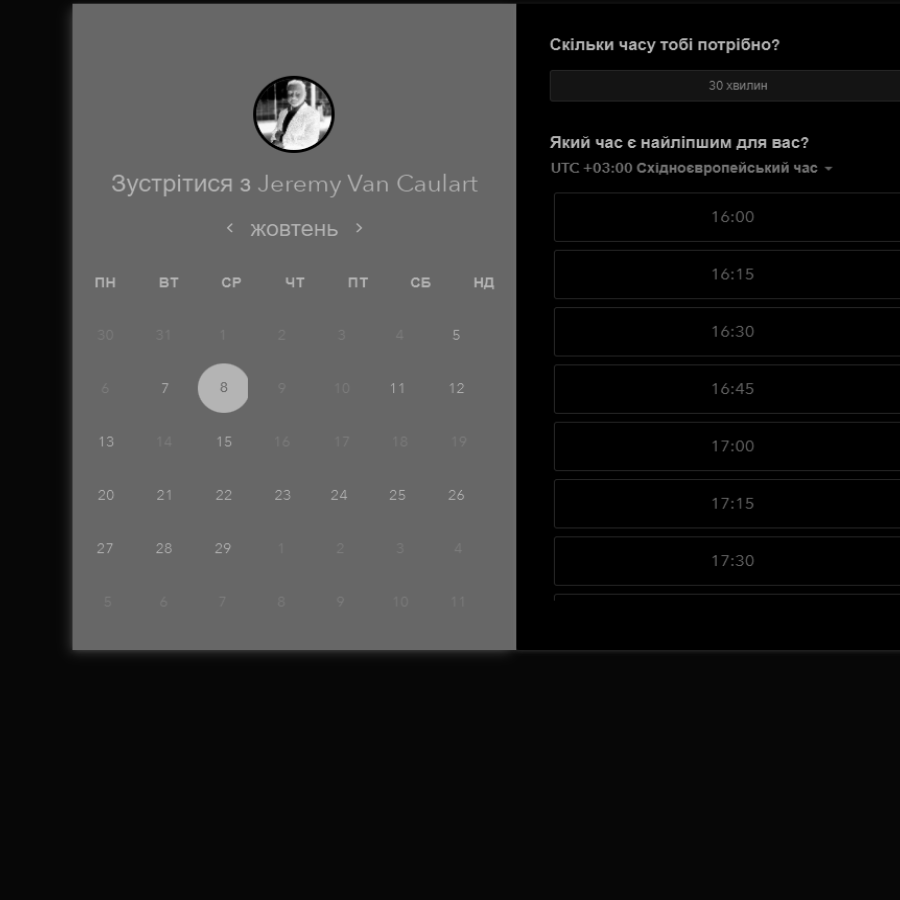 Зустрітися з Jeremy Van Caulart
жовтень
ПН ВТ СР ЧТ ПТ СБ НД
30 31 1 2 3 4 5
6 7 8 9 10 11 12
13 14 15 16 17 18 19
20 21 22 23 24 25 26
27 28 29 1 2 3 4
5 6 7 8 9 10 11
Скільки часу тобі потрібно?
30 хвилин
Який час є найліпшим для вас?
UTC +03:00 Східноєвропейський час
16:00
16:15
16:30
16:45
17:00
17:15
17:30